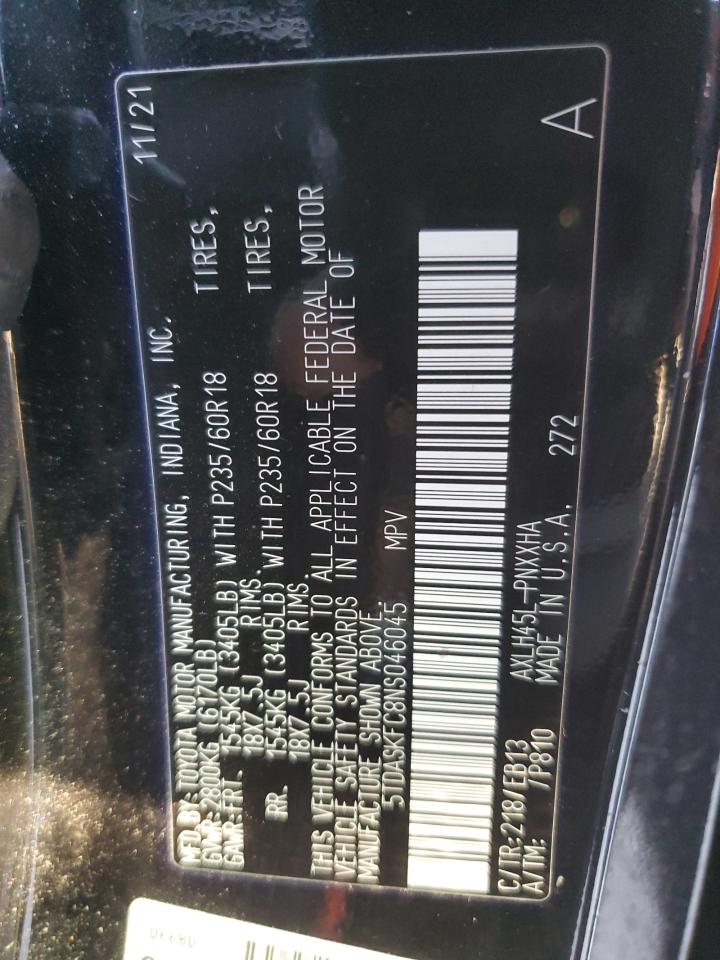 MFD BY: TOYOTA MOTOR MANUFACTURING, INDIANA, INC. 11/21
GVWR: 2800KG (6170LB)
GAWR: FRT. 1545KG (3405LB) WITH P235/60R18 TIRES,
18X7.5J RIMS.
RR. 1545KG (3405LB) WITH P235/60R18 TIRES,
18X7.5J RIMS.
THIS VEHICLE CONFORMS TO ALL APPLICABLE FEDERAL MOTOR
VEHICLE SAFETY STANDARDS IN EFFECT ON THE DATE OF
MANUFACTURE SHOWN ABOVE.
5TDASKFC8NS046045 MPV
C/TR: 218/EB13 AXLH45L-PNXXHA
A/TM: /P810 MADE IN U.S.A. 272 A